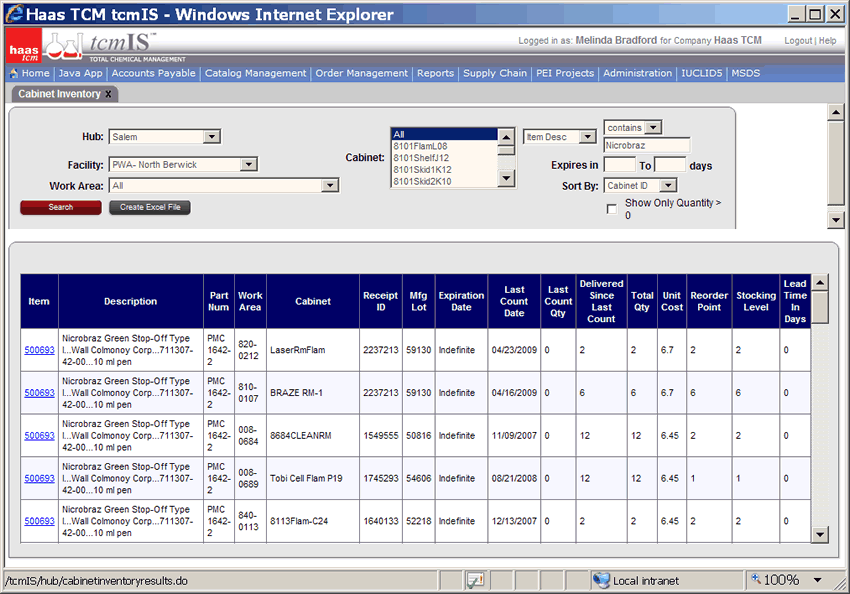 Haas TCM tcmIS - Windows Internet Explorer
haas tcm
tcmIS™
TOTAL CHEMICAL MANAGEMENT
Logged in as: Melinda Bradford for Company Haas TCM Logout | Help
Home | Java App | Accounts Payable | Catalog Management | Order Management | Reports | Supply Chain | PEI Projects | Administration | IUCLID5 | MSDS
Cabinet Inventory x
Hub: Salem
Facility: PWA- North Berwick
Work Area: All
Search Create Excel File
Cabinet: All
8101FlamL08
8101ShelfJ12
8101Skid1K12
8101Skid2K10
Item Desc contains
Nicrobraz
Expires in To days
Sort By: Cabinet ID
Show Only Quantity >
0
Item Description Part Num Work Area Cabinet Receipt ID Mfg Lot Expiration Date Last Count Date Last Count Qty Delivered Since Last Count Total Qty Unit Cost Reorder Point Stocking Level Lead Time In Days
500693 Nicrobraz Green Stop-Off Type I...Wall Colmonoy Corp...711307-42-00...10 ml pen PMC 1642-2 820-0212 LaserRmFlam 2237213 59130 Indefinite 04/23/2009 0 2 2 6.7 2 2 0
500693 Nicrobraz Green Stop-Off Type I...Wall Colmonoy Corp...711307-42-00...10 ml pen PMC 1642-2 810-0107 BRAZE RM-1 2237213 59130 Indefinite 04/16/2009 0 6 6 6.7 6 6 0
500693 Nicrobraz Green Stop-Off Type I...Wall Colmonoy Corp...711307-42-00...10 ml pen PMC 1642-2 008-0684 8684CLEANRM 1549555 50816 Indefinite 11/09/2007 0 12 12 6.45 2 2 0
500693 Nicrobraz Green Stop-Off Type I...Wall Colmonoy Corp...711307-42-00...10 ml pen PMC 1642-2 008-0689 Tobi Cell Flam P19 1745293 54606 Indefinite 08/21/2008 0 12 12 6.45 1 1 0
500693 Nicrobraz Green Stop-Off Type I...Wall Colmonoy Corp...711307-42-00...10 ml pen PMC 1642-2 840-0113 8113Flam-C24 1640133 52218 Indefinite 12/13/2007 0 2 2 6.45 2 2 0
/tcmIS/hub/cabinetinventoryresults.do Local intranet 100%